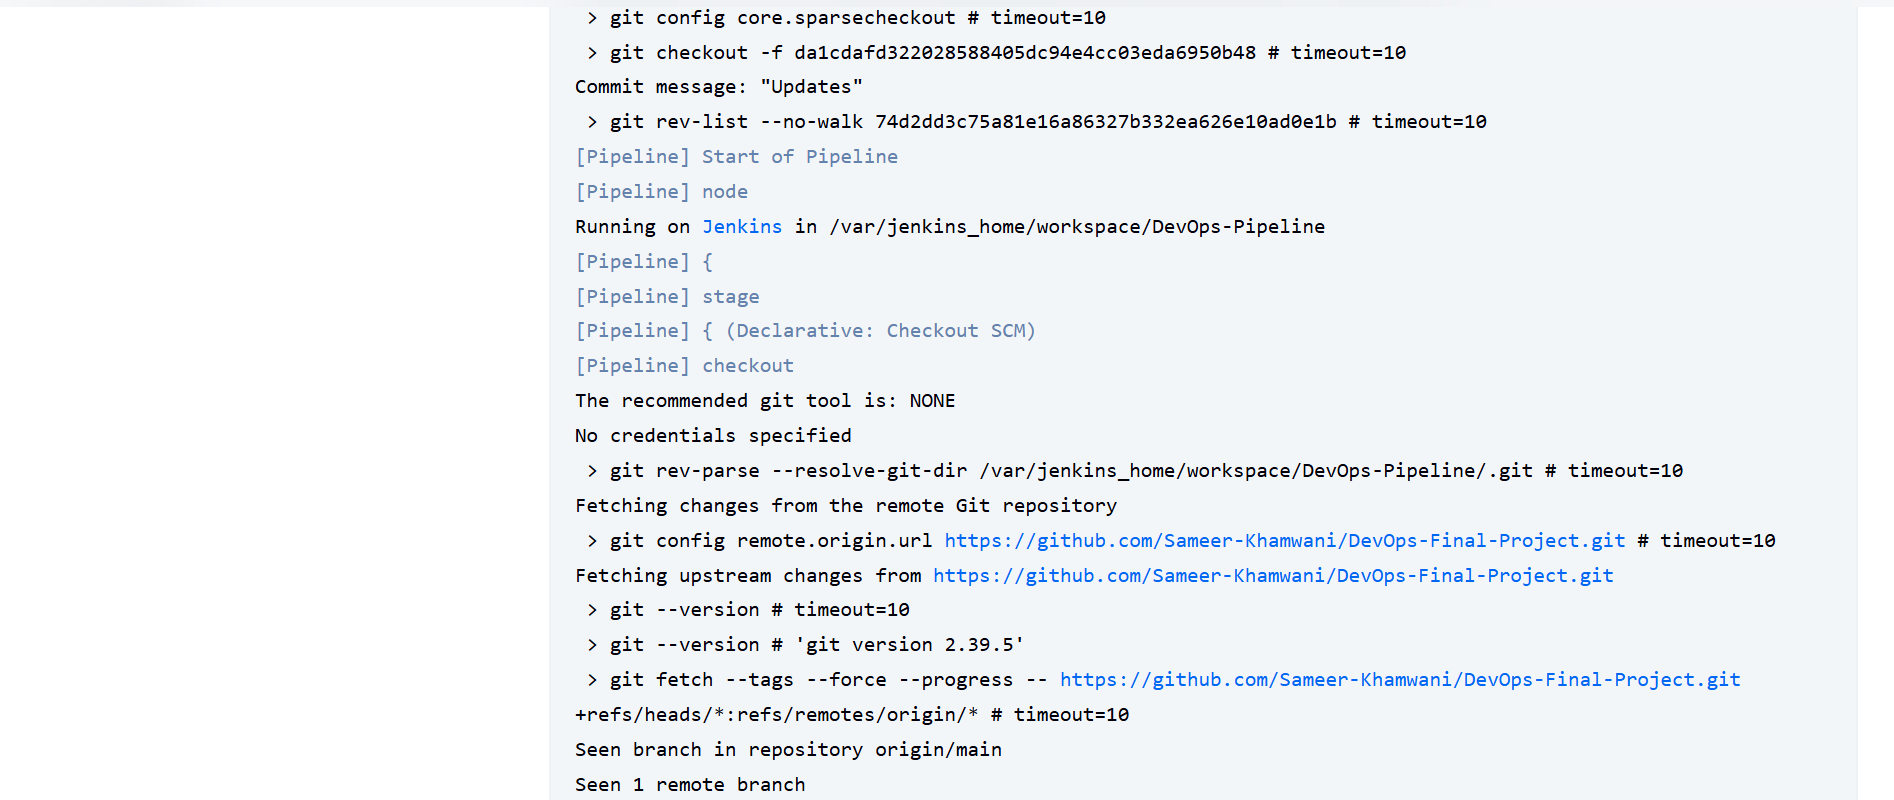 > git config core.sparsecheckout # timeout=10
 > git checkout -f da1cdafd322028588405dc94e4cc03eda6950b48 # timeout=10
Commit message: "Updates"
 > git rev-list --no-walk 74d2dd3c75a81e16a86327b332ea626e10ad0e1b # timeout=10
[Pipeline] Start of Pipeline
[Pipeline] node
Running on Jenkins in /var/jenkins_home/workspace/DevOps-Pipeline
[Pipeline] {
[Pipeline] stage
[Pipeline] { (Declarative: Checkout SCM)
[Pipeline] checkout
The recommended git tool is: NONE
No credentials specified
 > git rev-parse --resolve-git-dir /var/jenkins_home/workspace/DevOps-Pipeline/.git # timeout=10
Fetching changes from the remote Git repository
 > git config remote.origin.url https://github.com/Sameer-Khamwani/DevOps-Final-Project.git # timeout=10
Fetching upstream changes from https://github.com/Sameer-Khamwani/DevOps-Final-Project.git
 > git --version # timeout=10
 > git --version # 'git version 2.39.5'
 > git fetch --tags --force --progress -- https://github.com/Sameer-Khamwani/DevOps-Final-Project.git
+refs/heads/*:refs/remotes/origin/* # timeout=10
Seen branch in repository origin/main
Seen 1 remote branch